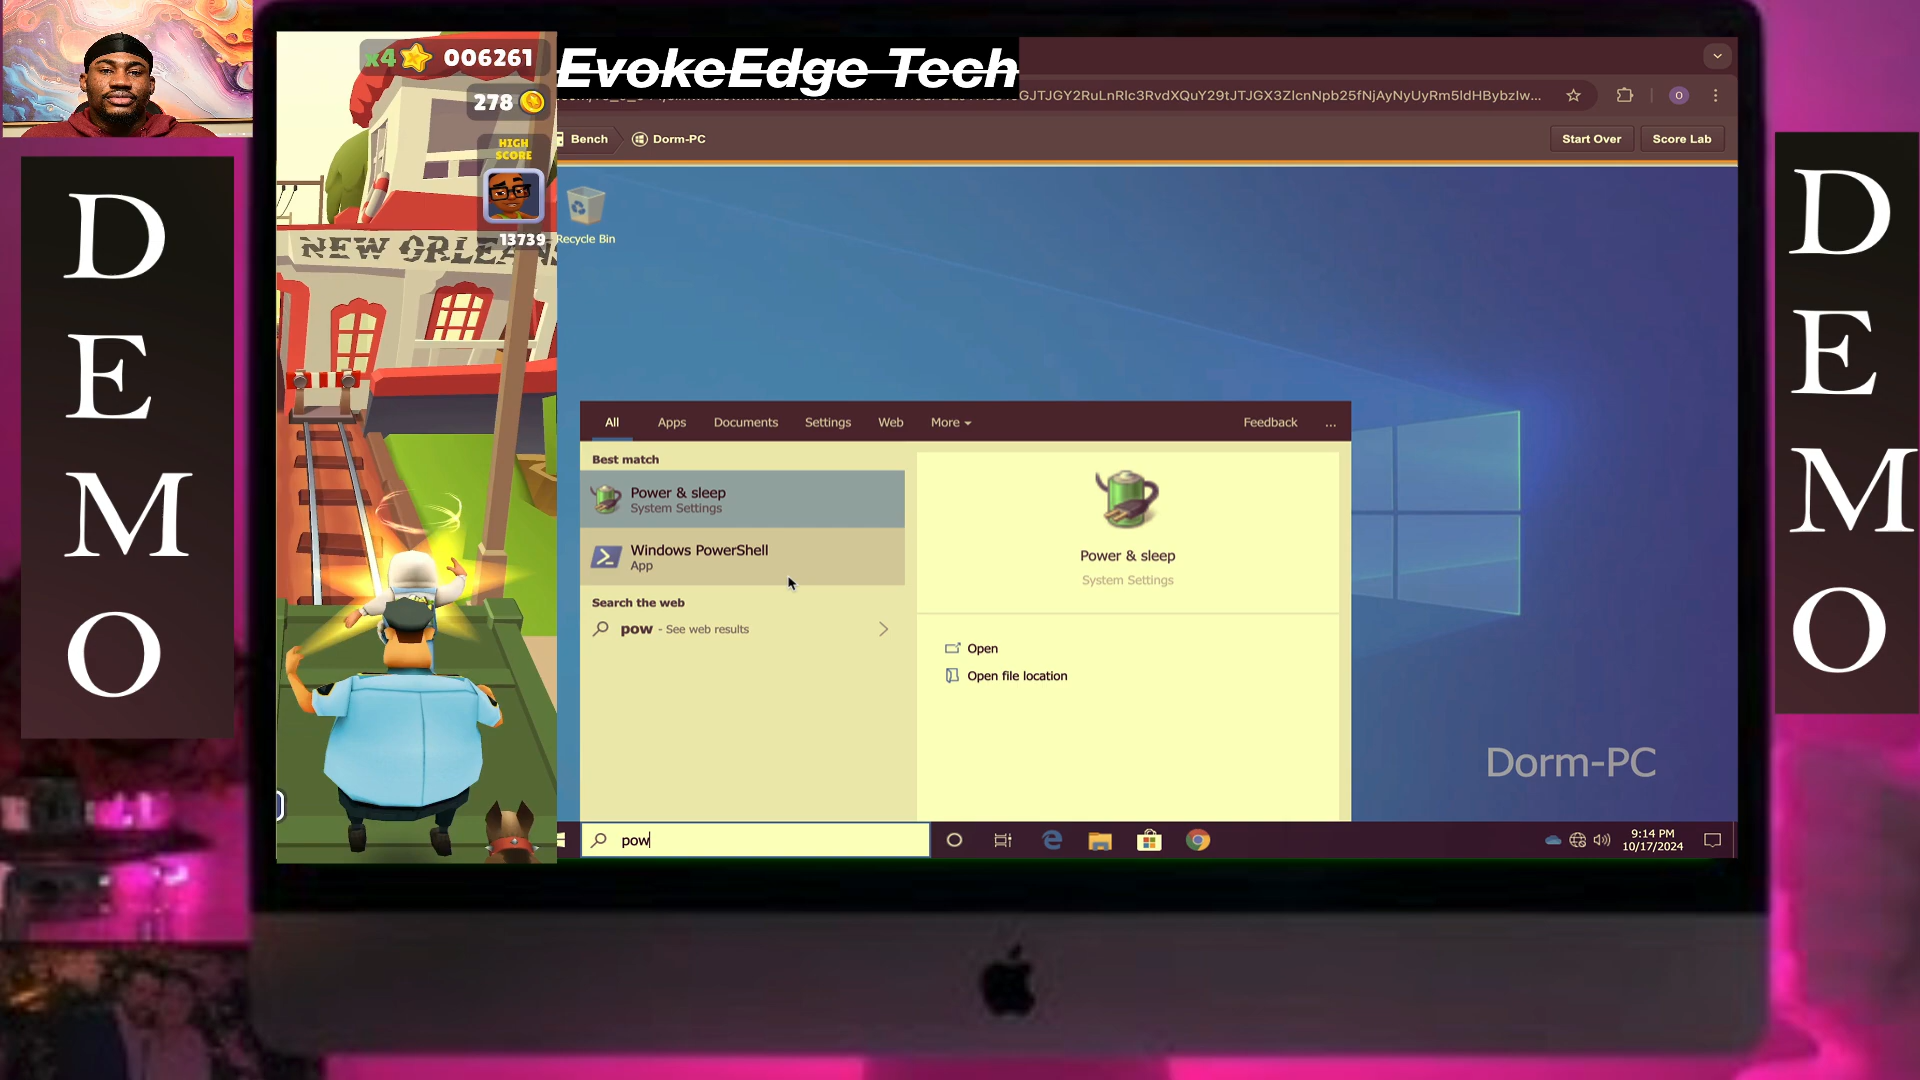 D
E
M
O
x4 006261
278
HIGH
SCORE
13739
NEW ORLEANS
EvokeEdge Tech
Bench
Dorm-PC
Start Over
Score Lab
Recycle Bin
All
Apps
Documents
Settings
Web
More
Feedback
...
Best match
Power & sleep
System Settings
Windows PowerShell
App
Search the web
pow - See web results
Power & sleep
System Settings
Open
Open file location
Dorm-PC
pow
9:14 PM
10/17/2024
O
D
E
M
O